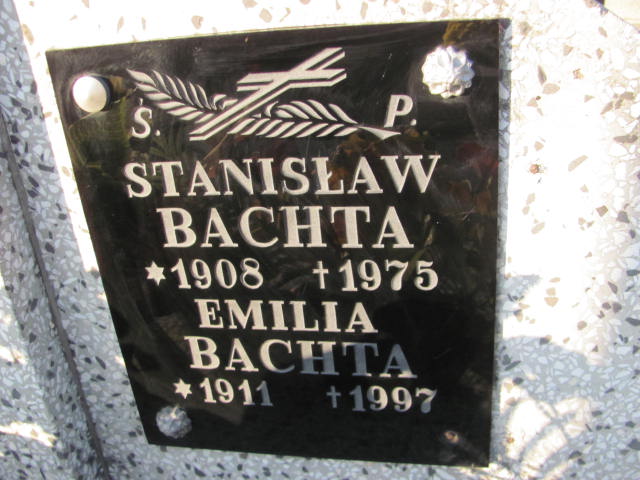 Ś. P.
STANISŁAW
BACHTA
*1908 †1975
EMILIA
BACHTA
*1911 †1997